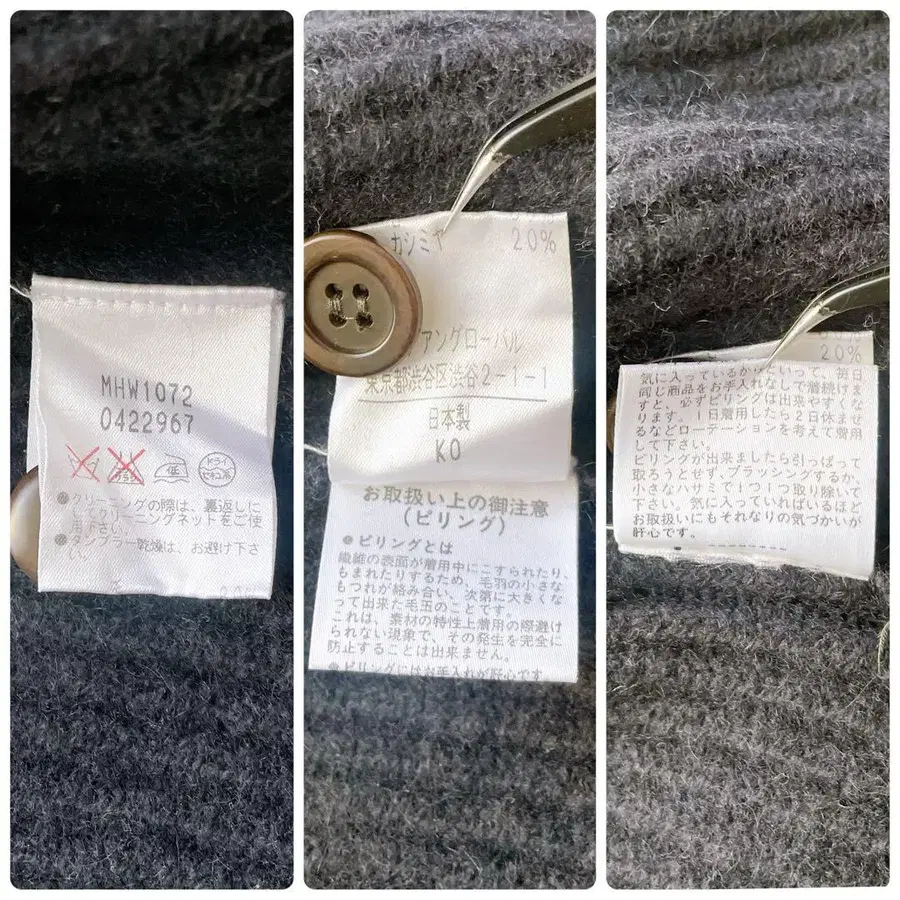 MHW1072
0422967
エンソサラシ
低
ドライ
セキユ系
●クリーニングの際は、裏返しに
してクリーニングネットをご使
用下さい。
●タンブラー乾燥は、お避け下さ
い。
20%
カシミヤ 20%
アングローバル
東京都渋谷区渋谷2-1-1
日本製
KO
お取扱い上の御注意
(ピリング)
●ピリングとは
繊維の表面が着用中にこすられたり、
もまれたりするため、毛羽の小さな
もつれが絡み合い、次第に大きくな
って出来た毛玉のことです。
これは、素材の特性上着用の際避け
られない現象で、その発生を完全に
防止することは出来ません。
●ピリングにはお手入れが肝心です
20%
気に入っているからといって、毎日
同じ商品をお手入れなしで着続けま
すと、必ずピリングは出来やすくな
ります。1日着用したら2日休ませ
るなどローテーションを考えて着用
して下さい。
ピリングが出来ましたら引っぱって
取ろうとせず、ブラッシングするか、
小さなハサミで1つ1つ取り除いて
下さい。気に入っていればいるほど
お取扱いにもそれなりの気づかいが
肝心です。